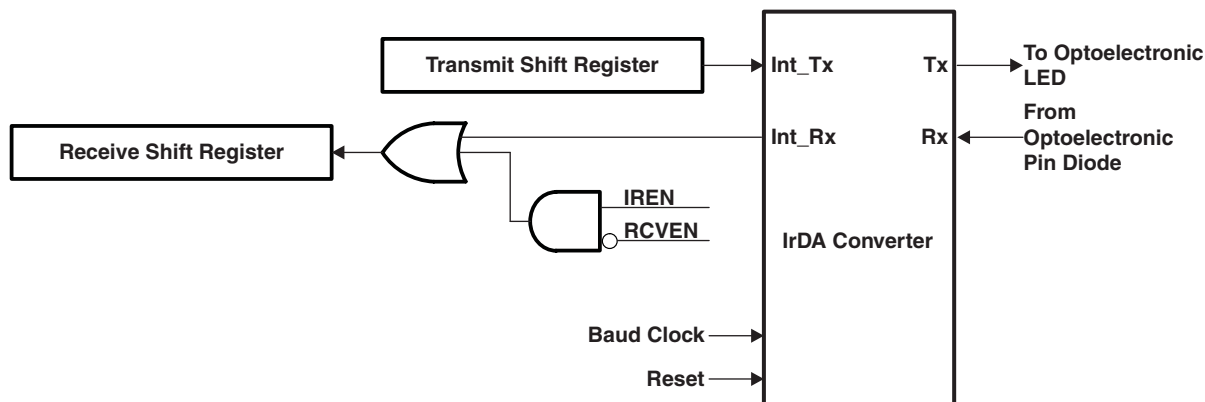 Transmit Shift Register
Int_Tx
Tx
To Optoelectronic
LED
Receive Shift Register
Int_Rx
Rx
From
Optoelectronic
Pin Diode
IREN
RCVEN
IrDA Converter
Baud Clock
Reset